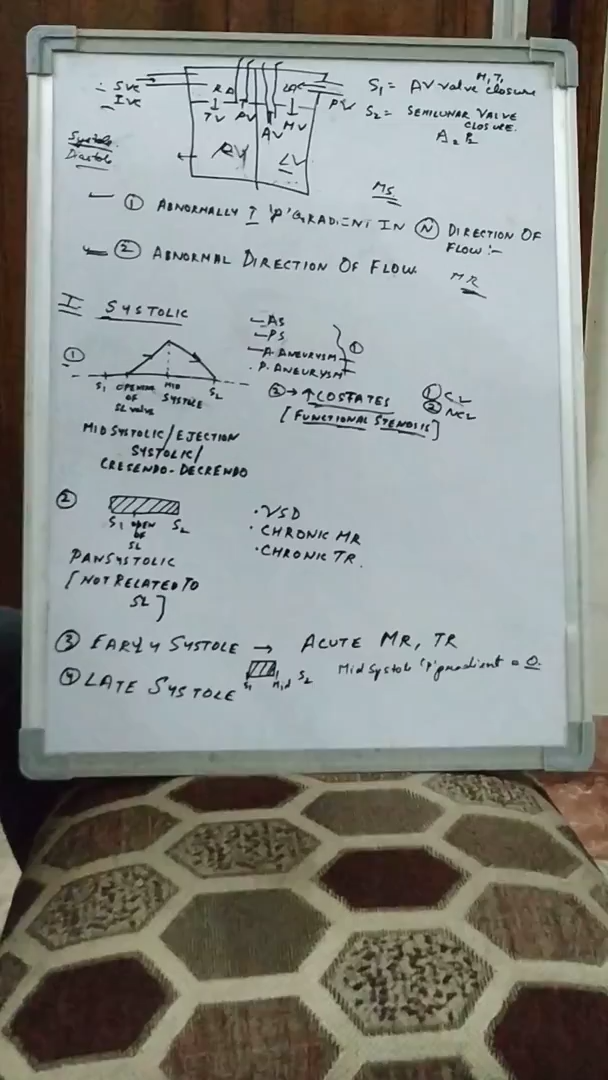 SVC
IVC
RA
LA
TV
PV
AV
MV
PV
RV
LV
S1 = AV valve closure
M1 T1
S2 = SEMILUNAR VALVE
CLOSURE.
A2 P2
Systole
Diastole
MS
① ABNORMALLY ↑ 'P' GRADIENT IN Ⓝ DIRECTION OF
FLOW :-
② ABNORMAL DIRECTION OF FLOW.
MR
I SYSTOLIC
①
S1 OPENING OF SL VALVE MID SYSTOLE S2
MID SYSTOLIC/EJECTION
SYSTOLIC/
CRESENDO-DECRENDO
- AS
- PS
- A. ANEURYSM
· P. ANEURYSM
①
② → ↑ COSTATES
[FUNCTIONAL STENOSIS]
① CL
② NCL
②
S1 OPEN OF SL S2
PANSYSTOLIC
[NOT RELATED TO
SL]
· VSD
· CHRONIC MR
· CHRONIC TR.
③ EARLY SYSTOLE → ACUTE MR, TR
S1 Mid S2
Mid Systole 'P' gradient = 0.
④ LATE SYSTOLE